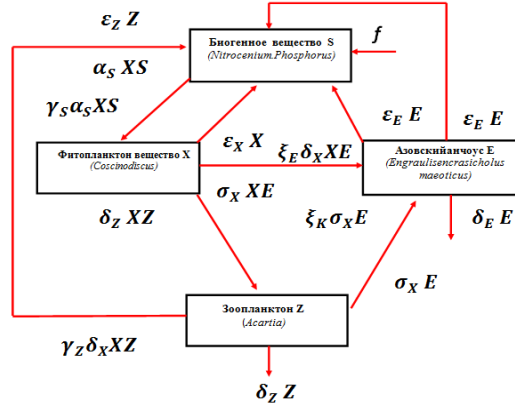 ε_Z Z
Биогенное вещество S
(Nitrocenium.Phosphorus)
f
α_S XS
γ_S α_S XS
ε_E E
ε_E E
Фитопланктон вещество X
(Coscinodiscus)
ε_X X
ξ_E δ_X XE
Азовскийанчоус E
(Engraulisencrasicholus
maeoticus)
σ_X XE
δ_Z XZ
ξ_K σ_X E
δ_E E
σ_X E
Зоопланктон Z
(Acartia)
γ_Z δ_X XZ
δ_Z Z